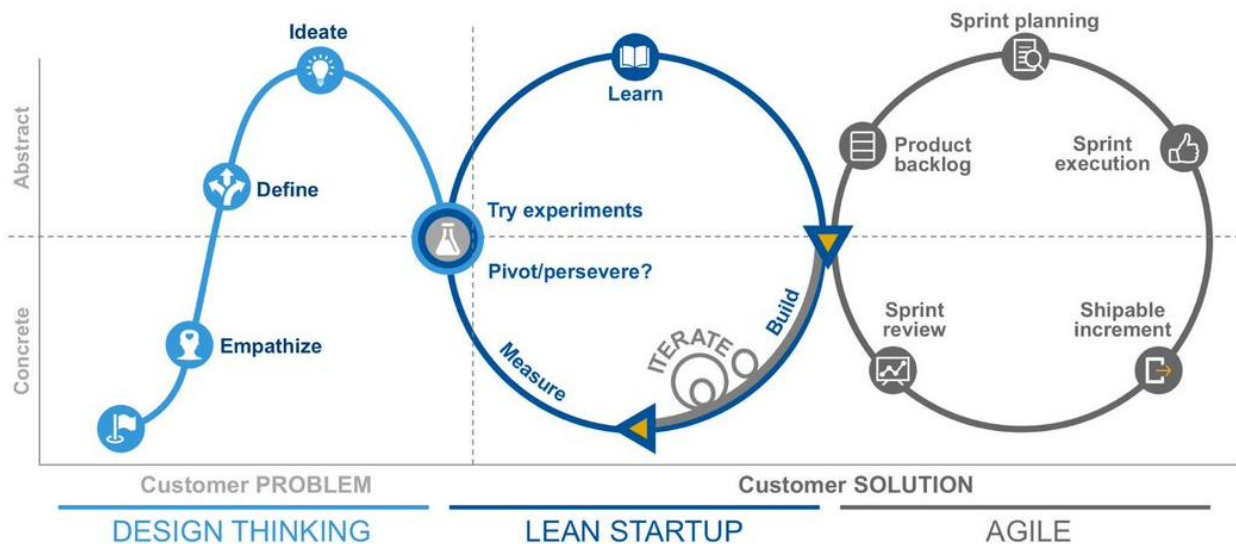 Abstract
Concrete
Ideate
Define
Empathize
Learn
Try experiments
Pivot/persevere?
Measure
ITERATE
Build
Sprint planning
Product
backlog
Sprint
execution
Sprint
review
Shipable
increment
Customer PROBLEM
Customer SOLUTION
DESIGN THINKING
LEAN STARTUP
AGILE